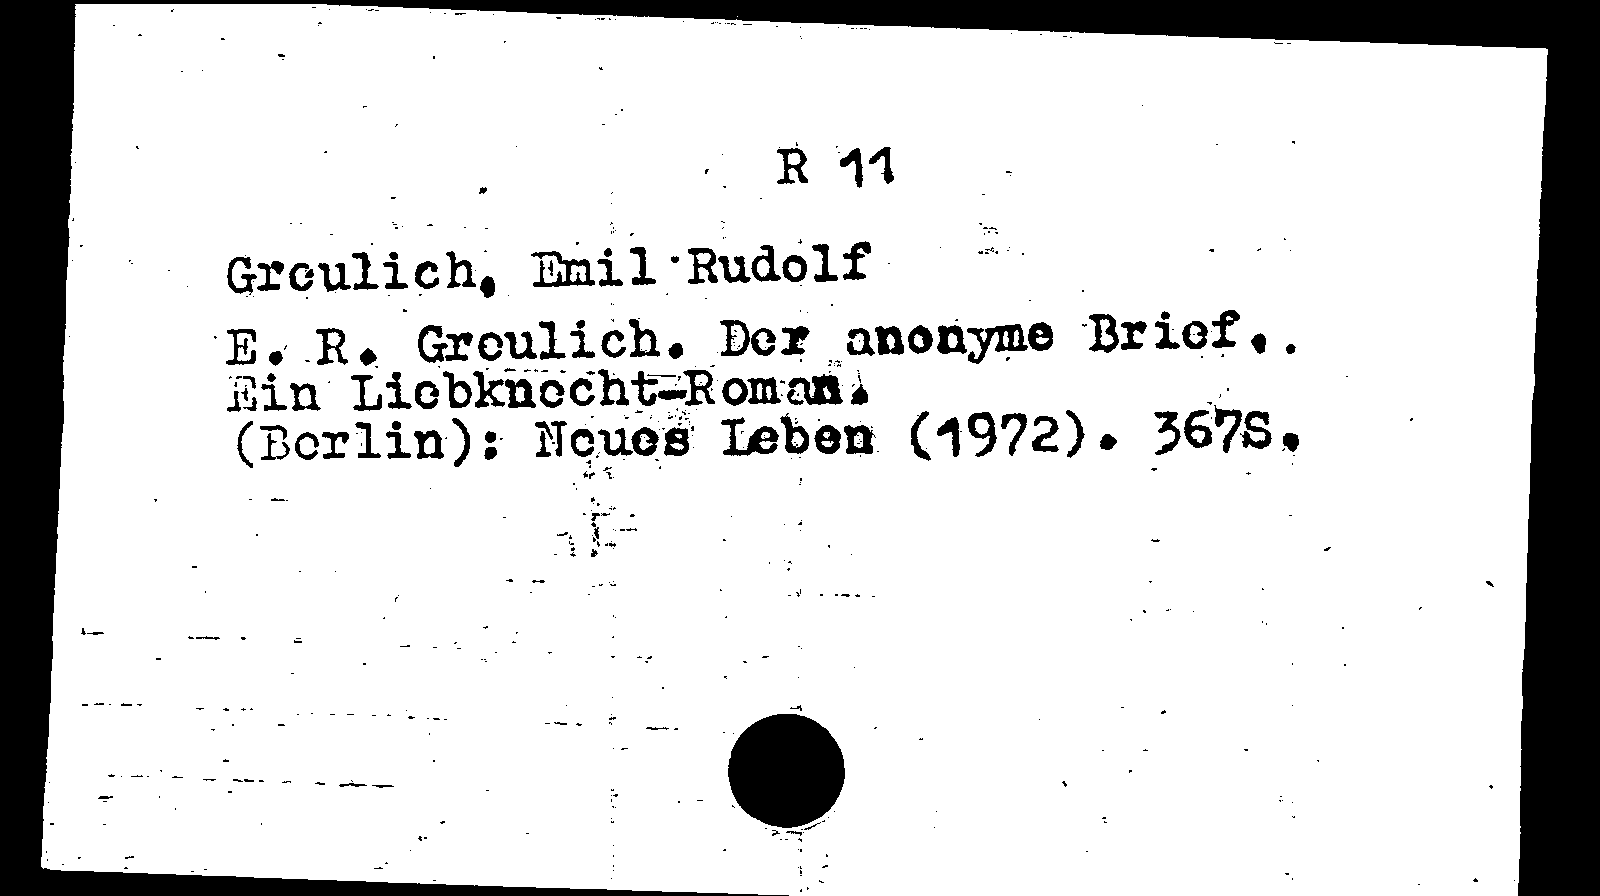 R 11
Greulich, Emil Rudolf
E. R. Greulich. Der anonyme Brief..
Ein Liebknecht-Roman.
(Berlin): Neues Leben (1972). 367S.